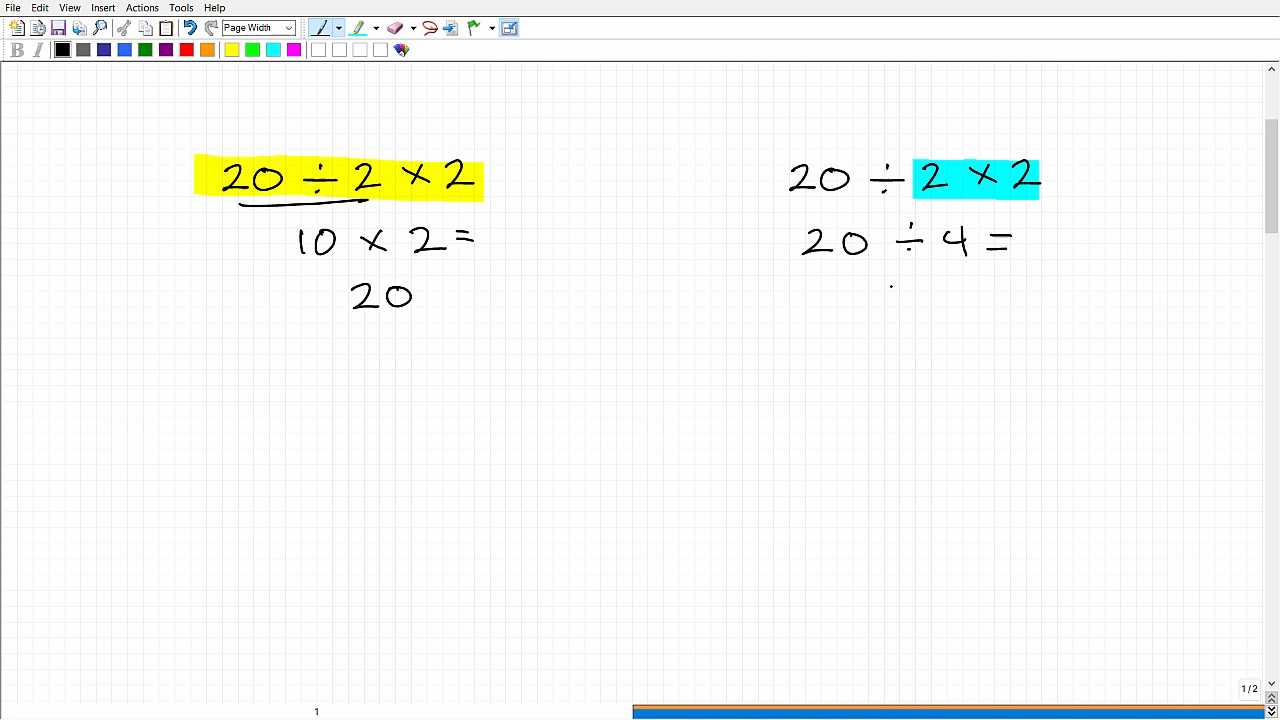 File Edit View Insert Actions Tools Help
Page Width
B I
20 ÷ 2 × 2
10 × 2 =
20
20 ÷ 2 × 2
20 ÷ 4 =
1/2
1